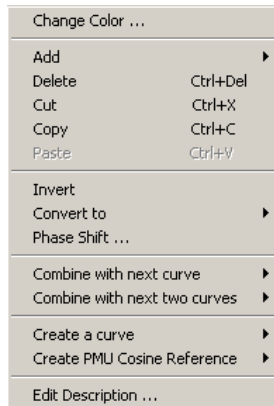 Change Color ...
Add
Delete Ctrl+Del
Cut Ctrl+X
Copy Ctrl+C
Paste Ctrl+V
Invert
Convert to
Phase Shift ...
Combine with next curve
Combine with next two curves
Create a curve
Create PMU Cosine Reference
Edit Description ...